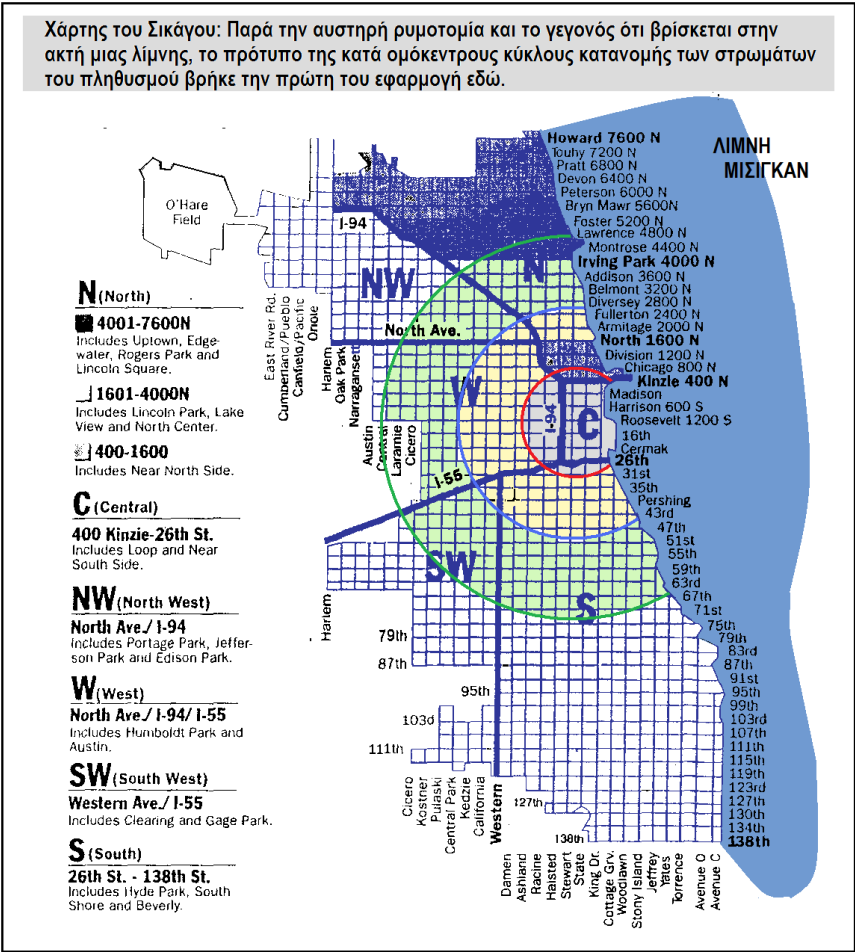 Χάρτης του Σικάγου: Παρά την αυστηρή ρυμοτομία και το γεγονός ότι βρίσκεται στην
ακτή μιας λίμνης, το πρότυπο της κατά ομόκεντρους κύκλους κατανομής των στρωμάτων
του πληθυσμού βρήκε την πρώτη του εφαρμογή εδώ.
ΛΙΜΝΗ
ΜΙΣΙΓΚΑΝ
O'Hare
Field
I-94
NW
N
North Ave.
W
I-94
C
I-55
SW
S
Howard 7600 N
Touhy 7200 N
Pratt 6800 N
Devon 6400 N
Peterson 6000 N
Bryn Mawr 5600N
Foster 5200 N
Lawrence 4800 N
Montrose 4400 N
Irving Park 4000 N
Addison 3600 N
Belmont 3200 N
Diversey 2800 N
Fullerton 2400 N
Armitage 2000 N
North 1600 N
Division 1200 N
Chicago 800 N
Kinzie 400 N
Madison
Harrison 600 S
Roosevelt 1200 S
16th
Cermak
26th
31st
35th
Pershing
43rd
47th
51st
55th
59th
63rd
67th
71st
75th
79th
83rd
87th
91st
95th
99th
103rd
107th
111th
115th
119th
123rd
127th
130th
134th
138th
East River Rd.
Cumberland/Pueblo
Canfield/Pacific
Oriole
Harlem
Oak Park
Narragansett
Austin
Central
Laramie
Cicero
Harlem
79th
87th
95th
103d
111th
Cicero
Kostner
Pulaski
Central Park
Kedzie
California
Western
127th
138th
Damen
Ashland
Racine
Halsted
Stewart
State
King Dr.
Cottage Grv.
Woodlawn
Stony Island
Jeffrey
Yates
Torrence
Avenue O
Avenue C
N (North)
4001-7600N
Includes Uptown, Edge-
water, Rogers Park and
Lincoln Square.
1601-4000N
Includes Lincoln Park, Lake
View and North Center.
400-1600
Includes Near North Side.
C (Central)
400 Kinzie-26th St.
Includes Loop and Near
South Side.
NW (North West)
North Ave./ I-94
Includes Portage Park, Jeffer-
son Park and Edison Park.
W (West)
North Ave./ I-94/ I-55
Includes Humboldt Park and
Austin.
SW (South West)
Western Ave./ I-55
Includes Clearing and Gage Park.
S (South)
26th St. - 138th St.
Includes Hyde Park, South
Shore and Beverly.